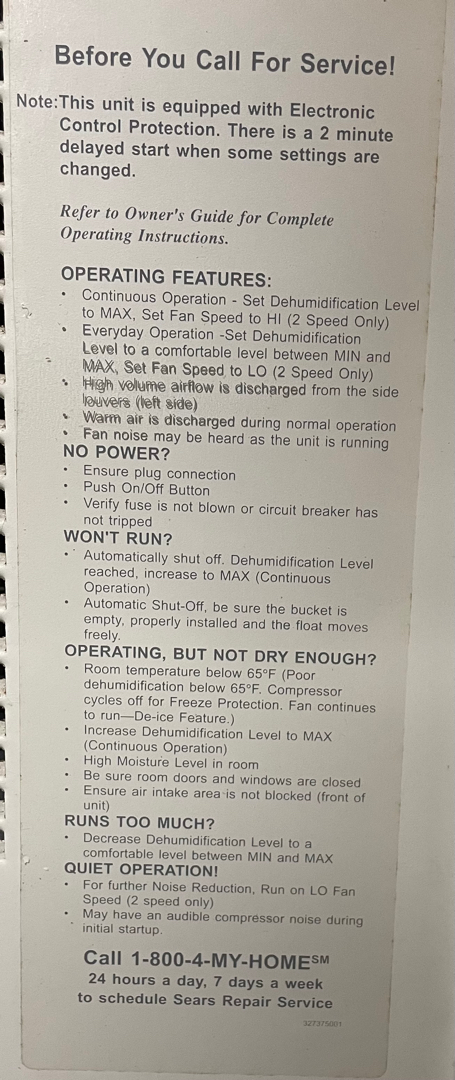 Before You Call For Service!
Note:This unit is equipped with Electronic
Control Protection. There is a 2 minute
delayed start when some settings are
changed.
Refer to Owner's Guide for Complete
Operating Instructions.
OPERATING FEATURES:
• Continuous Operation - Set Dehumidification Level
to MAX, Set Fan Speed to HI (2 Speed Only)
• Everyday Operation -Set Dehumidification
Level to a comfortable level between MIN and
MAX, Set Fan Speed to LO (2 Speed Only)
• High volume airflow is discharged from the side
louvers (left side)
• Warm air is discharged during normal operation
• Fan noise may be heard as the unit is running
NO POWER?
• Ensure plug connection
• Push On/Off Button
• Verify fuse is not blown or circuit breaker has
not tripped
WON'T RUN?
• Automatically shut off. Dehumidification Level
reached, increase to MAX (Continuous
Operation)
• Automatic Shut-Off, be sure the bucket is
empty, properly installed and the float moves
freely.
OPERATING, BUT NOT DRY ENOUGH?
• Room temperature below 65°F (Poor
dehumidification below 65°F. Compressor
cycles off for Freeze Protection. Fan continues
to run—De-ice Feature.)
• Increase Dehumidification Level to MAX
(Continuous Operation)
• High Moisture Level in room
• Be sure room doors and windows are closed
• Ensure air intake area is not blocked (front of
unit)
RUNS TOO MUCH?
• Decrease Dehumidification Level to a
comfortable level between MIN and MAX
QUIET OPERATION!
• For further Noise Reduction, Run on LO Fan
Speed (2 speed only)
• May have an audible compressor noise during
initial startup.
Call 1-800-4-MY-HOME℠
24 hours a day, 7 days a week
to schedule Sears Repair Service
327375001